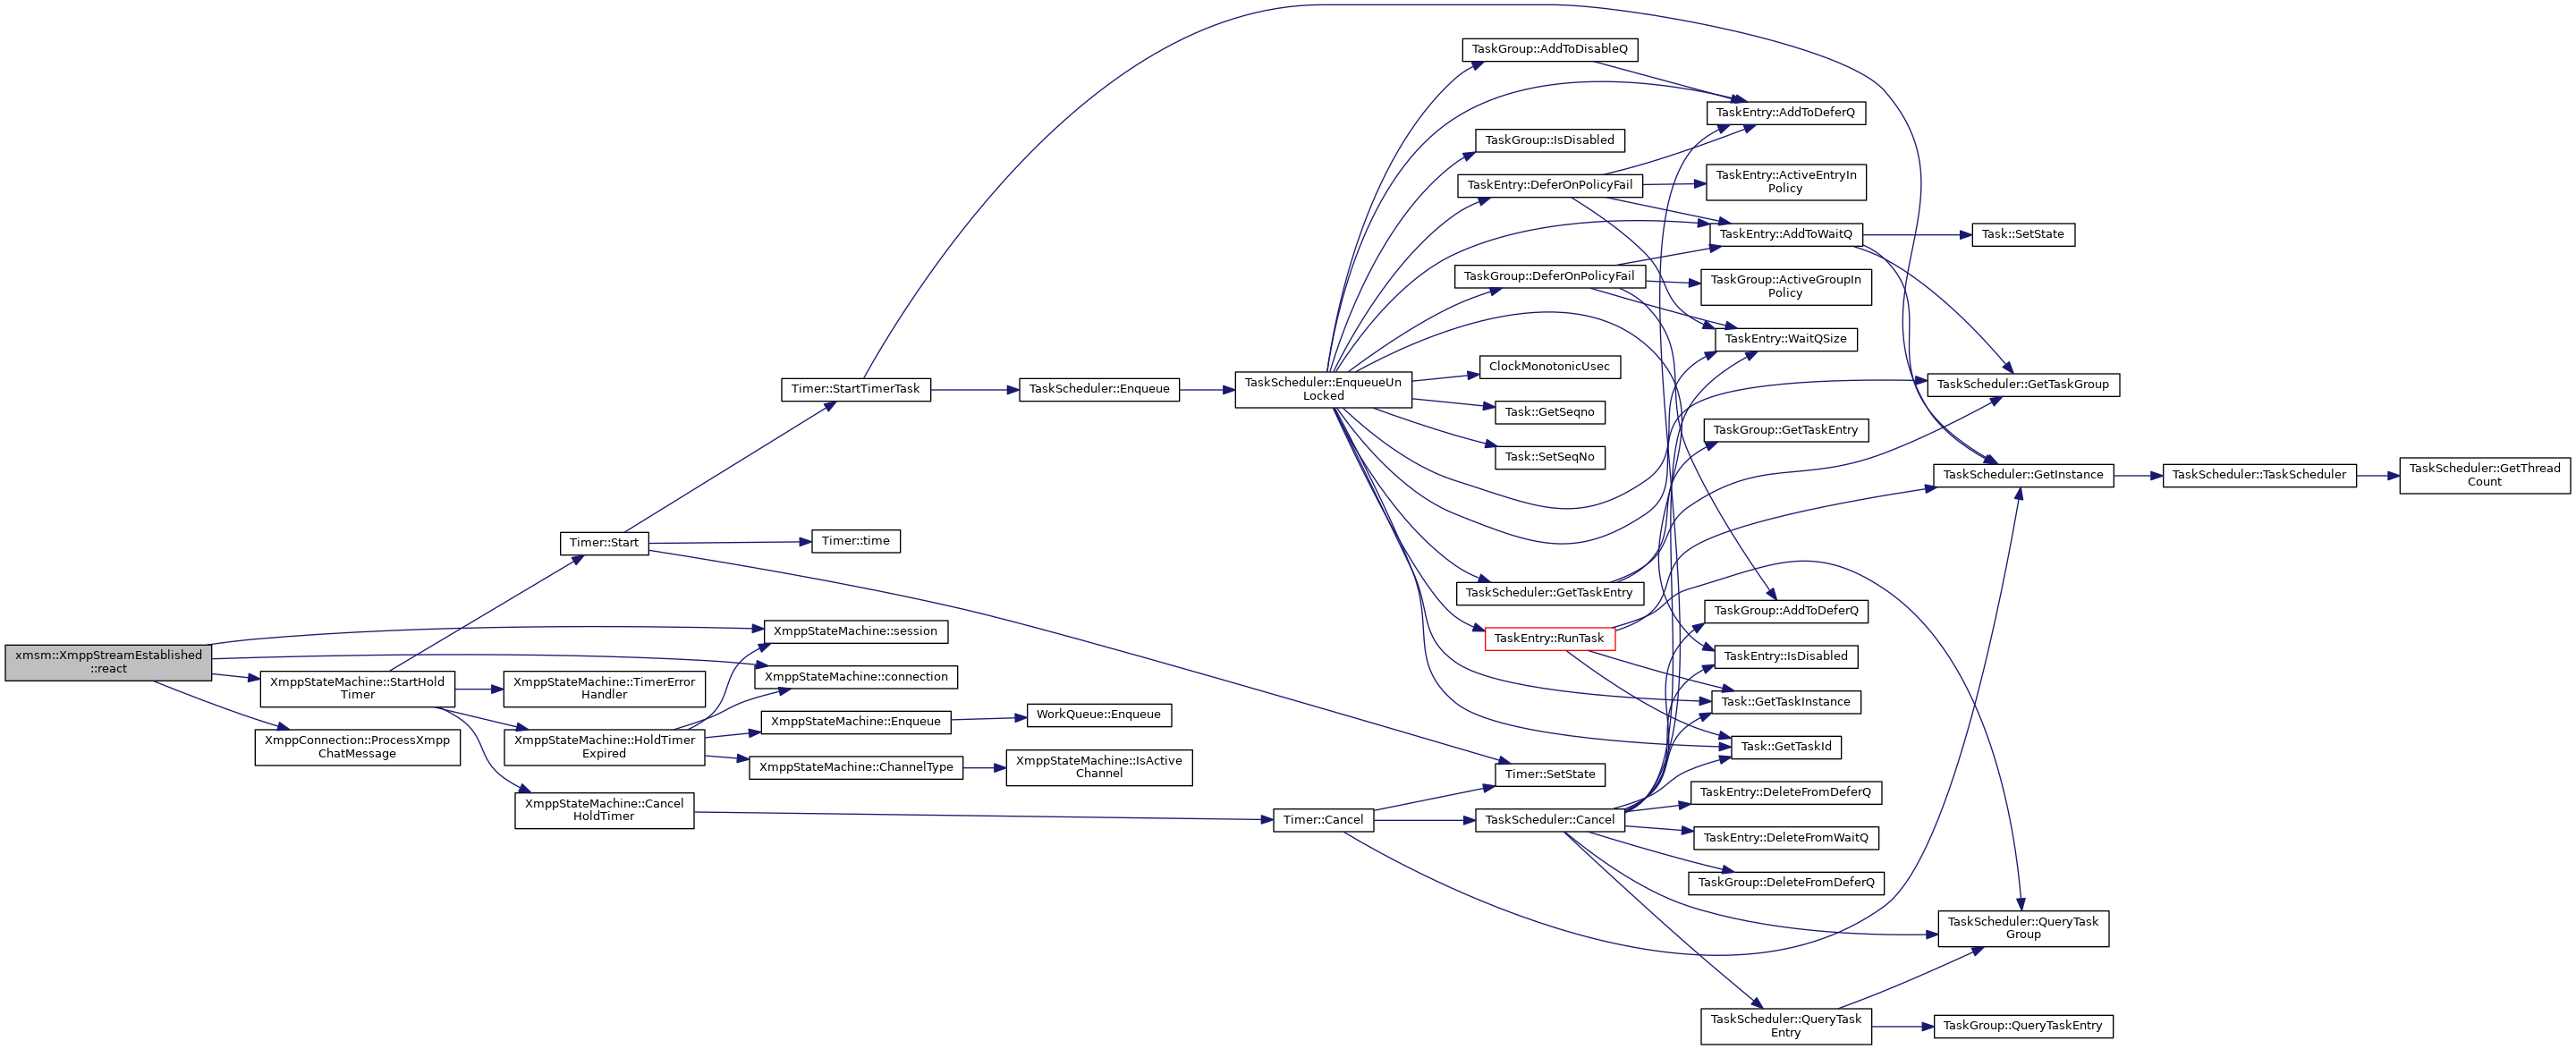 xmsm::XmppStreamEstablished
::react
XmppStateMachine::StartHold
Timer
XmppConnection::ProcessXmpp
ChatMessage
Timer::Start
XmppStateMachine::TimerError
Handler
XmppStateMachine::HoldTimer
Expired
XmppStateMachine::Cancel
HoldTimer
Timer::StartTimerTask
Timer::time
XmppStateMachine::session
XmppStateMachine::connection
XmppStateMachine::Enqueue
XmppStateMachine::ChannelType
TaskScheduler::Enqueue
WorkQueue::Enqueue
XmppStateMachine::IsActive
Channel
TaskScheduler::EnqueueUn
Locked
Timer::Cancel
TaskGroup::AddToDisableQ
TaskGroup::IsDisabled
TaskEntry::DeferOnPolicyFail
TaskGroup::DeferOnPolicyFail
ClockMonotonicUsec
Task::GetSeqno
Task::SetSeqNo
TaskScheduler::GetTaskEntry
TaskEntry::RunTask
Timer::SetState
TaskScheduler::Cancel
TaskEntry::AddToDeferQ
TaskEntry::ActiveEntryIn
Policy
TaskEntry::AddToWaitQ
TaskGroup::ActiveGroupIn
Policy
TaskEntry::WaitQSize
TaskGroup::GetTaskEntry
TaskGroup::AddToDeferQ
TaskEntry::IsDisabled
Task::GetTaskInstance
Task::GetTaskId
TaskEntry::DeleteFromDeferQ
TaskEntry::DeleteFromWaitQ
TaskGroup::DeleteFromDeferQ
TaskScheduler::QueryTask
Entry
Task::SetState
TaskScheduler::GetTaskGroup
TaskScheduler::GetInstance
TaskScheduler::QueryTask
Group
TaskGroup::QueryTaskEntry
TaskScheduler::TaskScheduler
TaskScheduler::GetThread
Count